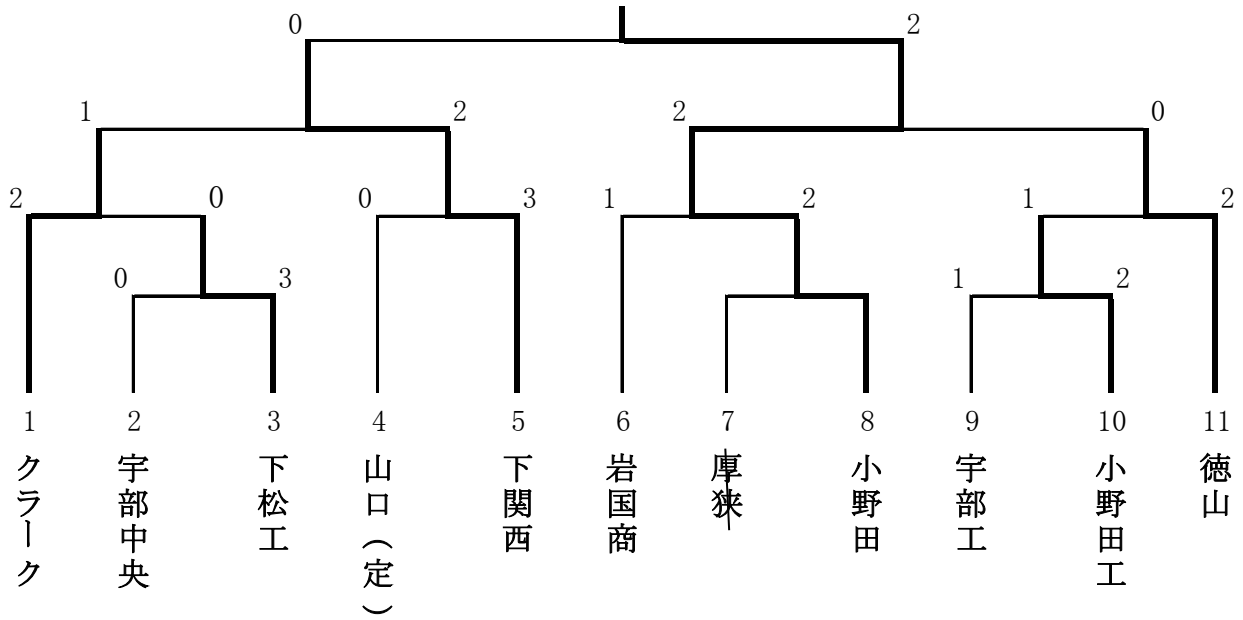 0 2
1 2 2 0
2 0 0 3 1 2 1 2
0 3 1 2
1 2 3 4 5 6 7 8 9 10 11
クラーク
宇部中央
下松工
山口(定)
下関西
岩国商
厚狭
小野田
宇部工
小野田工
徳山